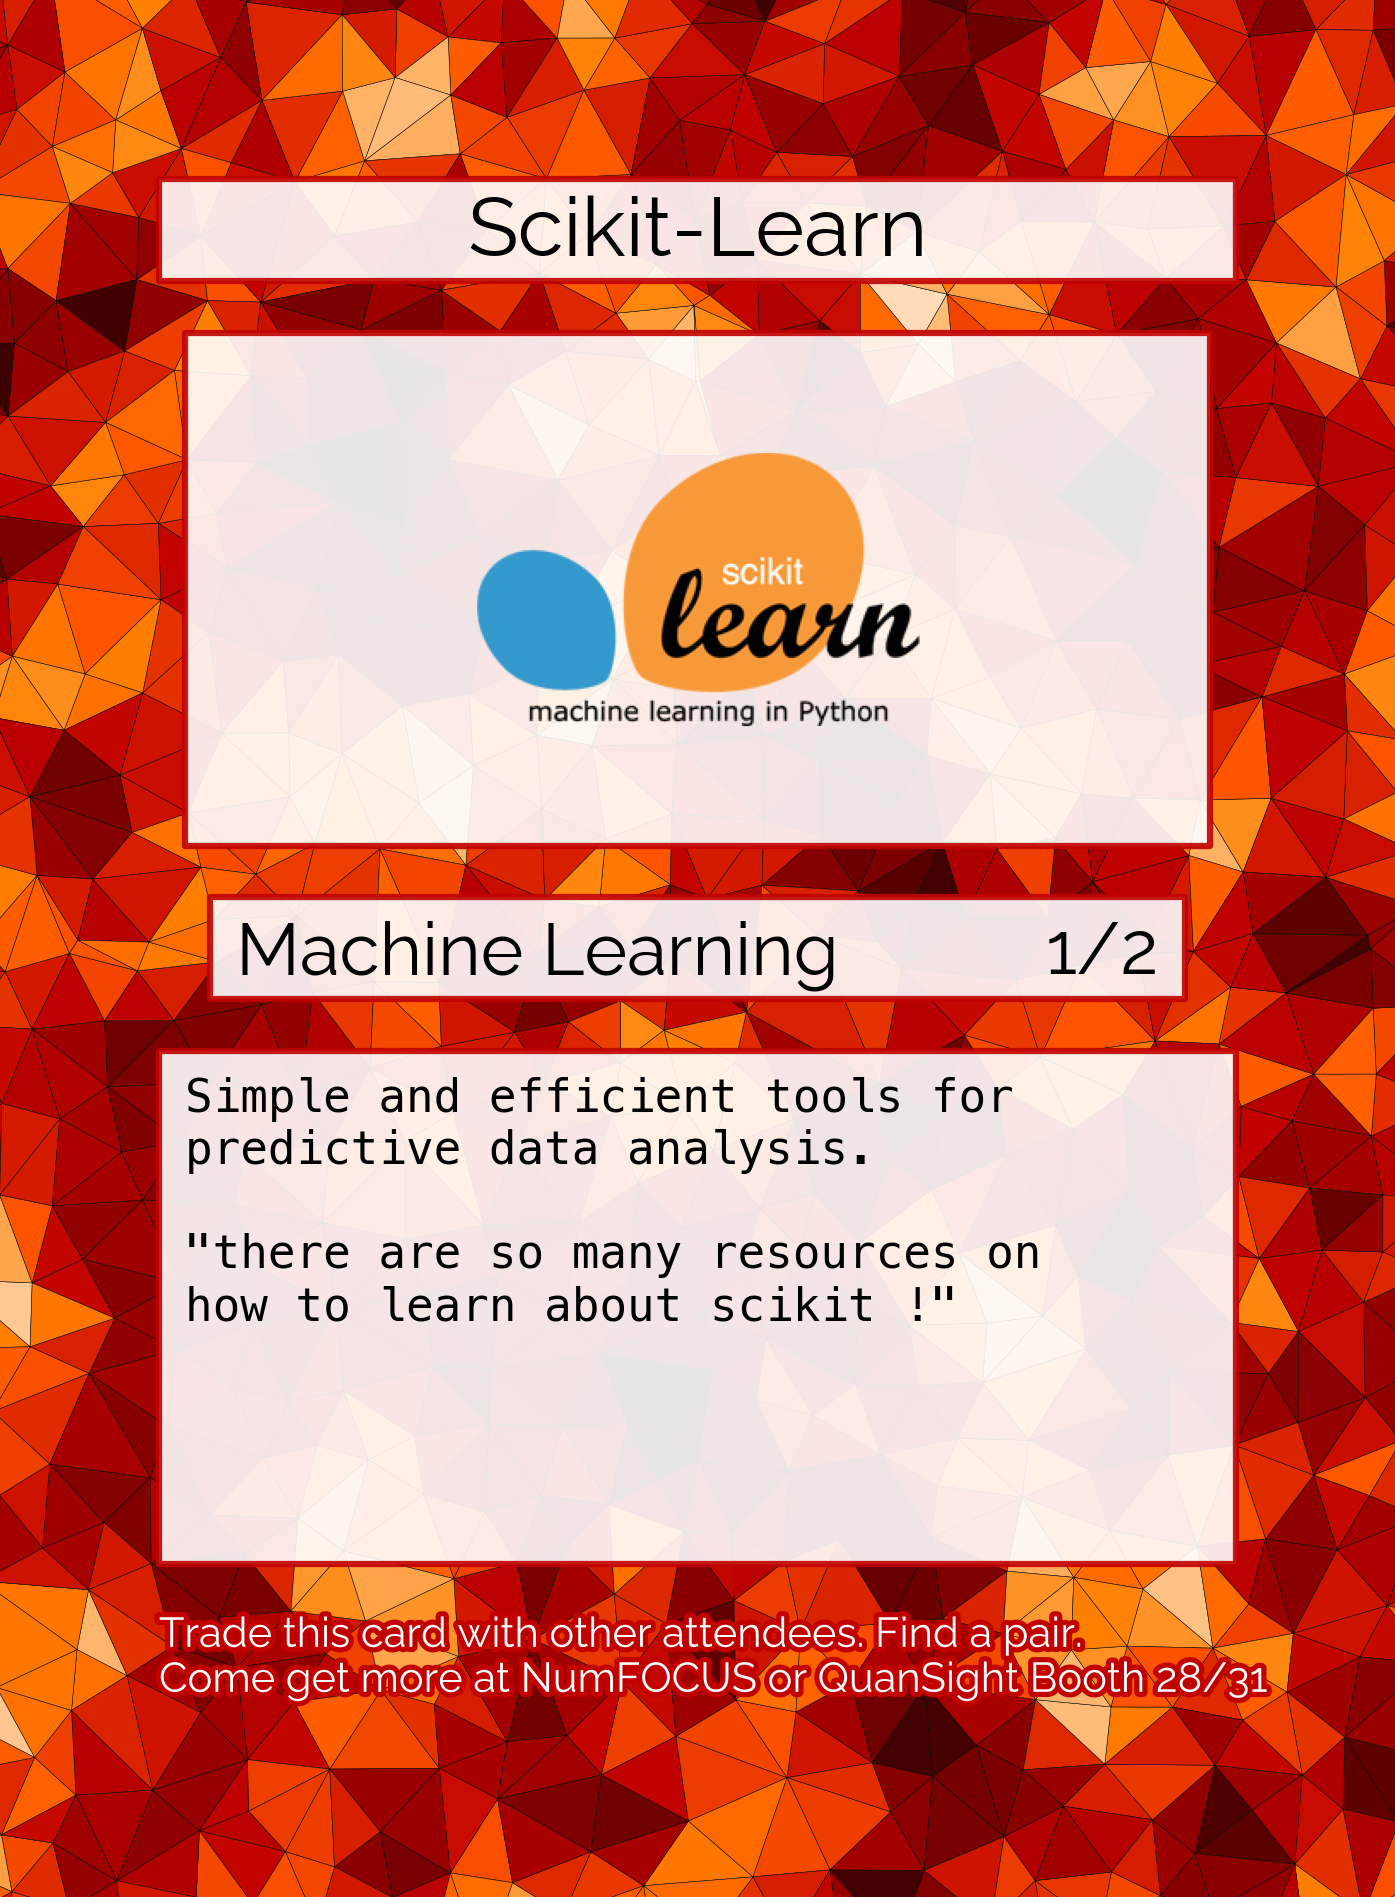 Scikit-Learn
scikit
learn
machine learning in Python
Machine Learning 1/2
Simple and efficient tools for
predictive data analysis.
"there are so many resources on
how to learn about scikit !"
Trade this card with other attendees. Find a pair.
Come get more at NumFOCUS or QuanSight Booth 28/31